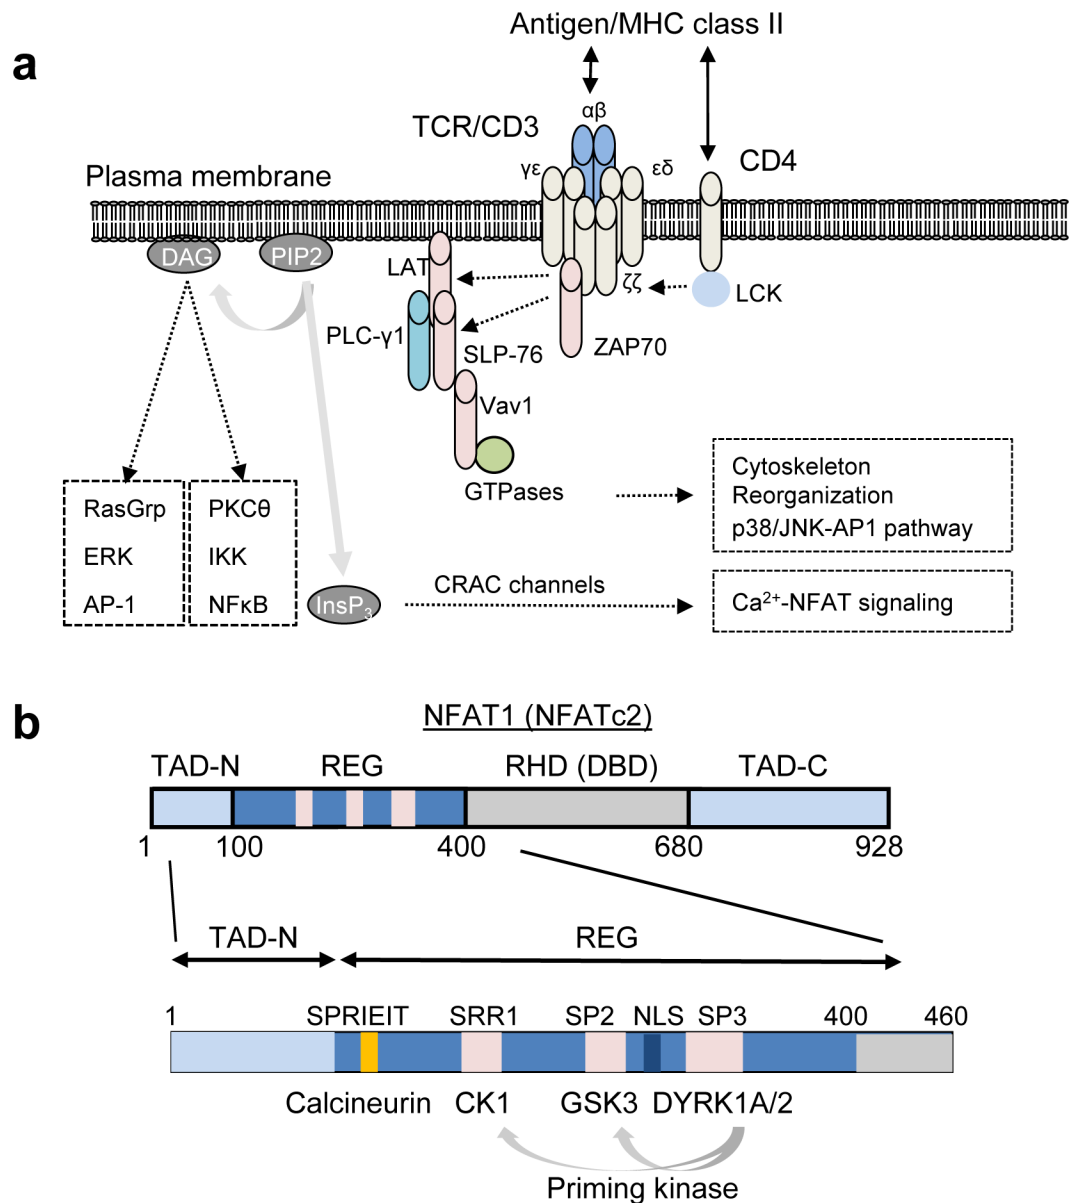 a
Antigen/MHC class II
αβ
TCR/CD3
γε
εδ
CD4
Plasma membrane
DAG
PIP2
LAT
ζζ
LCK
PLC-γ1
SLP-76
ZAP70
Vav1
GTPases
Cytoskeleton
Reorganization
p38/JNK-AP1 pathway
RasGrp
ERK
AP-1
PKCθ
IKK
NFκB
InsP3
CRAC channels
Ca2+-NFAT signaling
b
NFAT1 (NFATc2)
TAD-N REG RHD (DBD) TAD-C
1 100 400 680 928
TAD-N REG
1 SPRIEIT SRR1 SP2 NLS SP3 400 460
Calcineurin CK1 GSK3 DYRK1A/2
Priming kinase